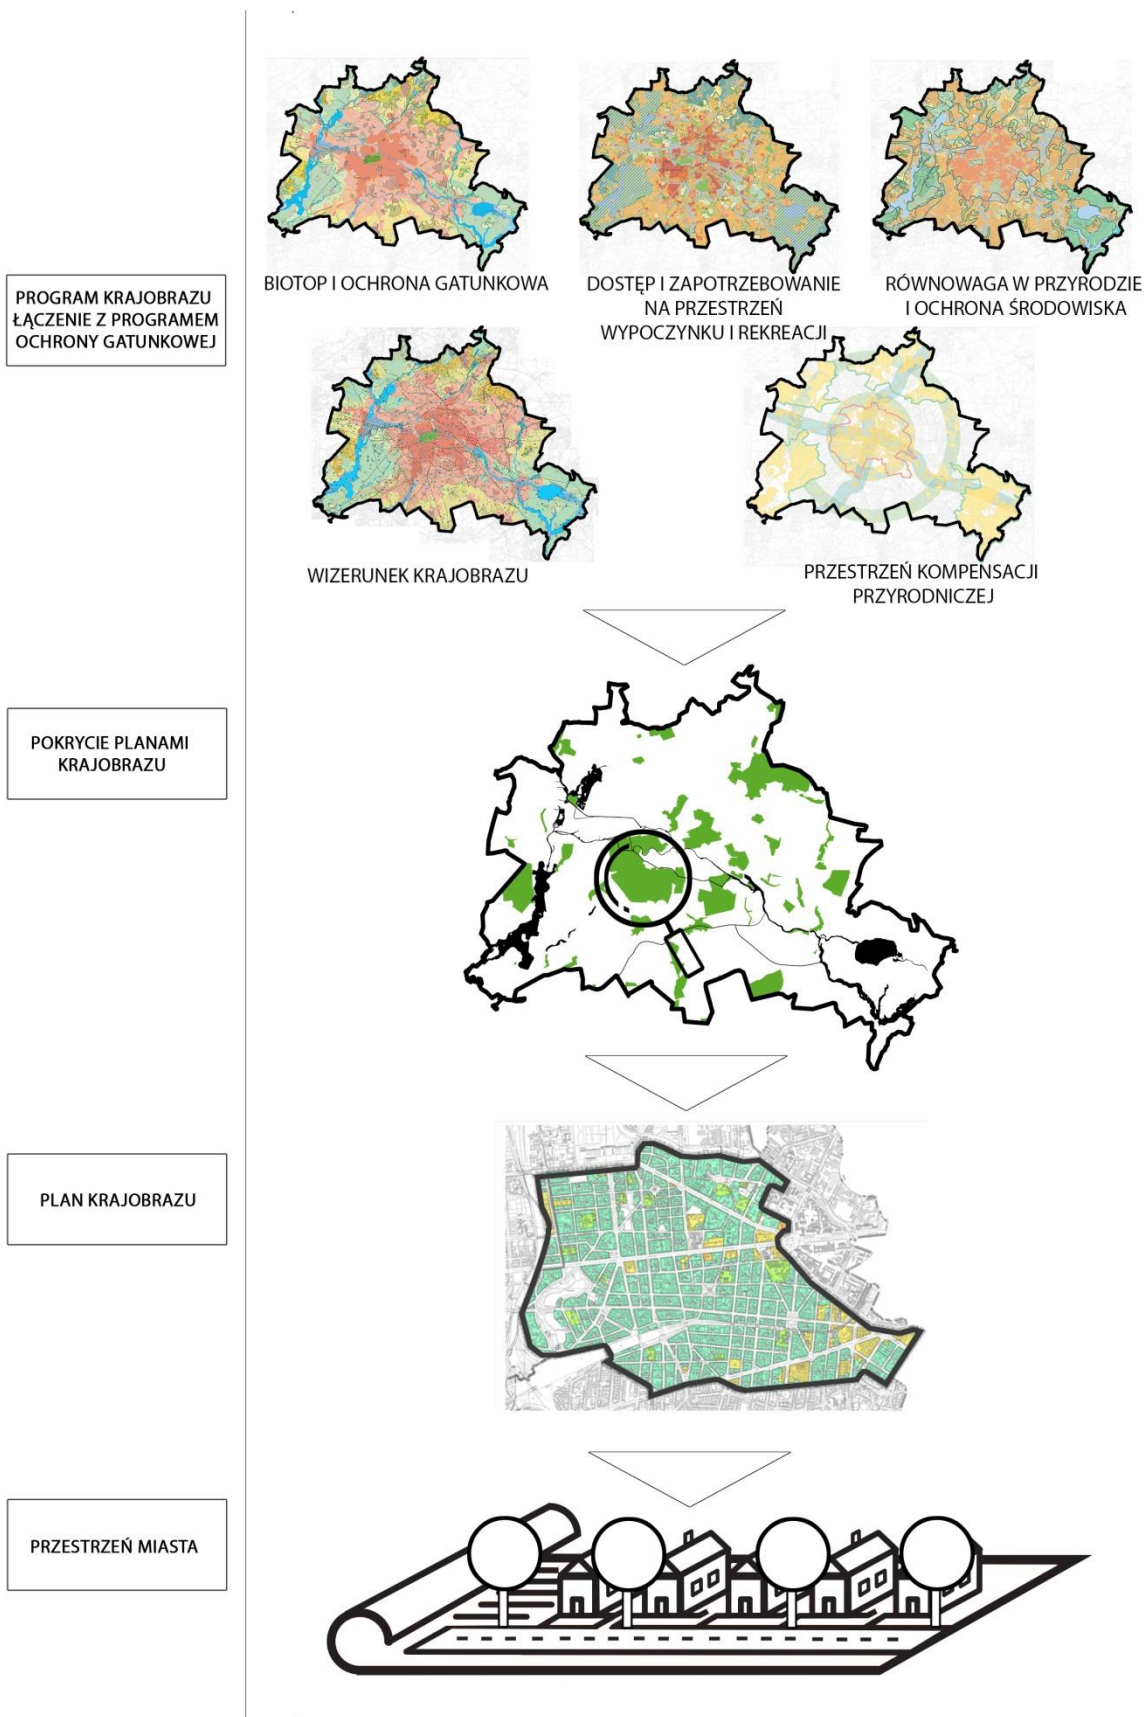 BIOTOP I OCHRONA GATUNKOWA
DOSTĘP I ZAPOTRZEBOWANIE
NA PRZESTRZEŃ
WYPOCZYNKU I REKREACJI
RÓWNOWAGA W PRZYRODZIE
I OCHRONA ŚRODOWISKA
PROGRAM KRAJOBRAZU
ŁĄCZENIE Z PROGRAMEM
OCHRONY GATUNKOWEJ
WIZERUNEK KRAJOBRAZU
PRZESTRZEŃ KOMPENSACJI
PRZYRODNICZEJ
POKRYCIE PLANAMI
KRAJOBRAZU
PLAN KRAJOBRAZU
PRZESTRZEŃ MIASTA